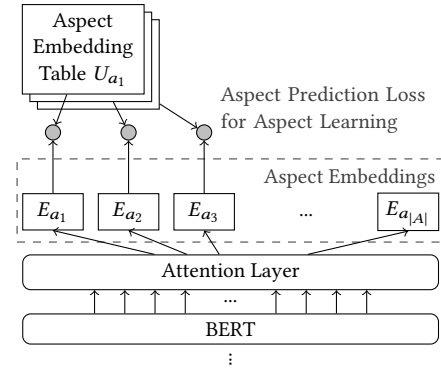 Aspect
Embedding
Table U_{a_1}
Aspect Prediction Loss
for Aspect Learning
Aspect Embeddings
E_{a_1} E_{a_2} E_{a_3} ... E_{a_{|A|}}
Attention Layer
...
BERT
...